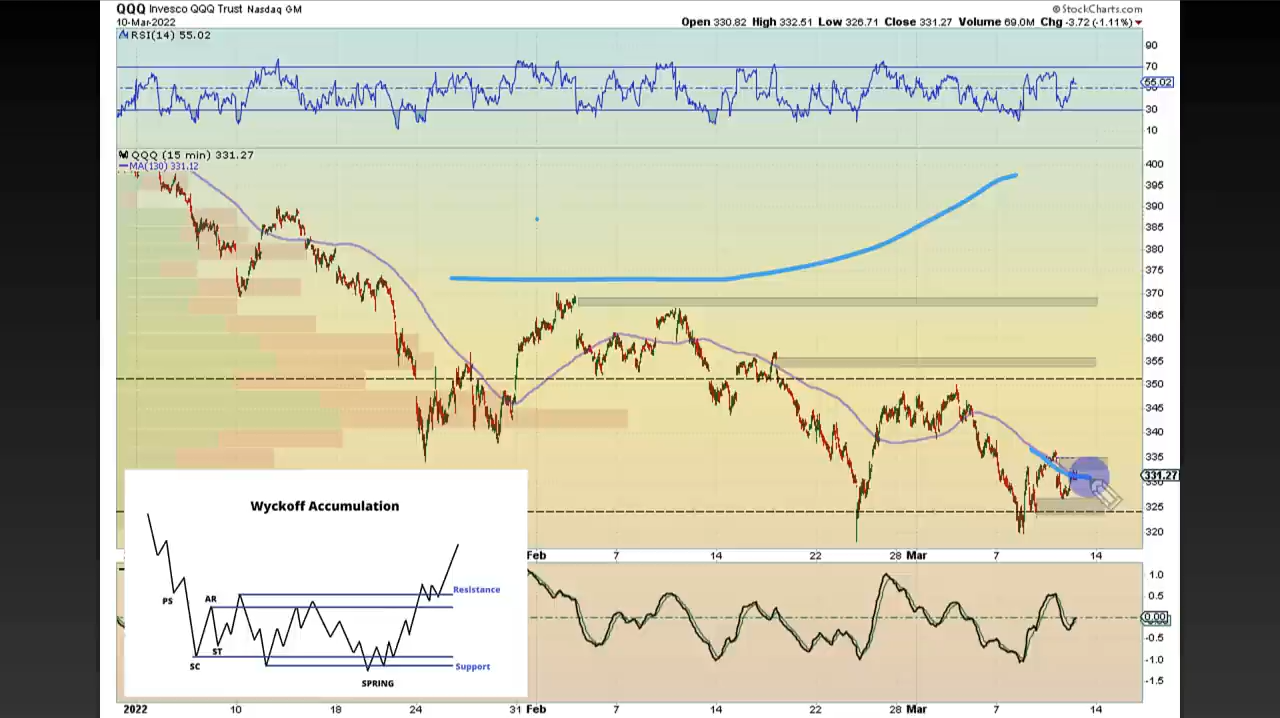 QQQ Invesco QQQ Trust Nasdaq GM
© StockCharts.com
10-Mar-2022
Open 330.82 High 332.51 Low 326.71 Close 331.27 Volume 69.0M Chg -3.72 (-1.11%)
RSI(14) 55.02
90
70
55.02
30
10
QQQ (15 min) 331.27
MA(130) 331.12
400
395
390
385
380
375
370
365
360
355
350
345
340
335
331.27
325
320
Feb 7 14 22 28 Mar 7 14
1.0
0.5
0.00
-0.5
-1.0
-1.5
Wyckoff Accumulation
PS
AR
Resistance
ST
SC
Support
SPRING
2022 10 18 24 31 Feb 7 14 22 28 Mar 7 14